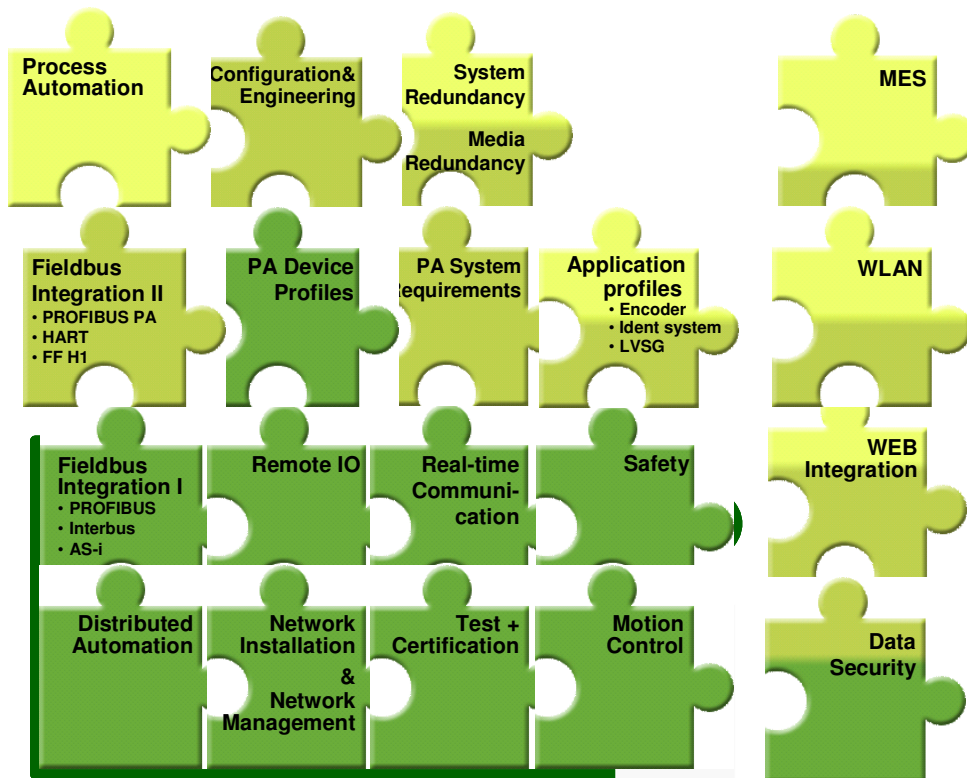 Process
Automation
Configuration&
Engineering
System
Redundancy
Media
Redundancy
MES
Fieldbus
Integration II
• PROFIBUS PA
• HART
• FF H1
PA Device
Profiles
PA System
Requirements
Application
profiles
• Encoder
• Ident system
• LVSG
WLAN
Fieldbus
Integration I
• PROFIBUS
• Interbus
• AS-i
Remote IO
Real-time
Communi-
cation
Safety
WEB
Integration
Distributed
Automation
Network
Installation
&
Network
Management
Test +
Certification
Motion
Control
Data
Security